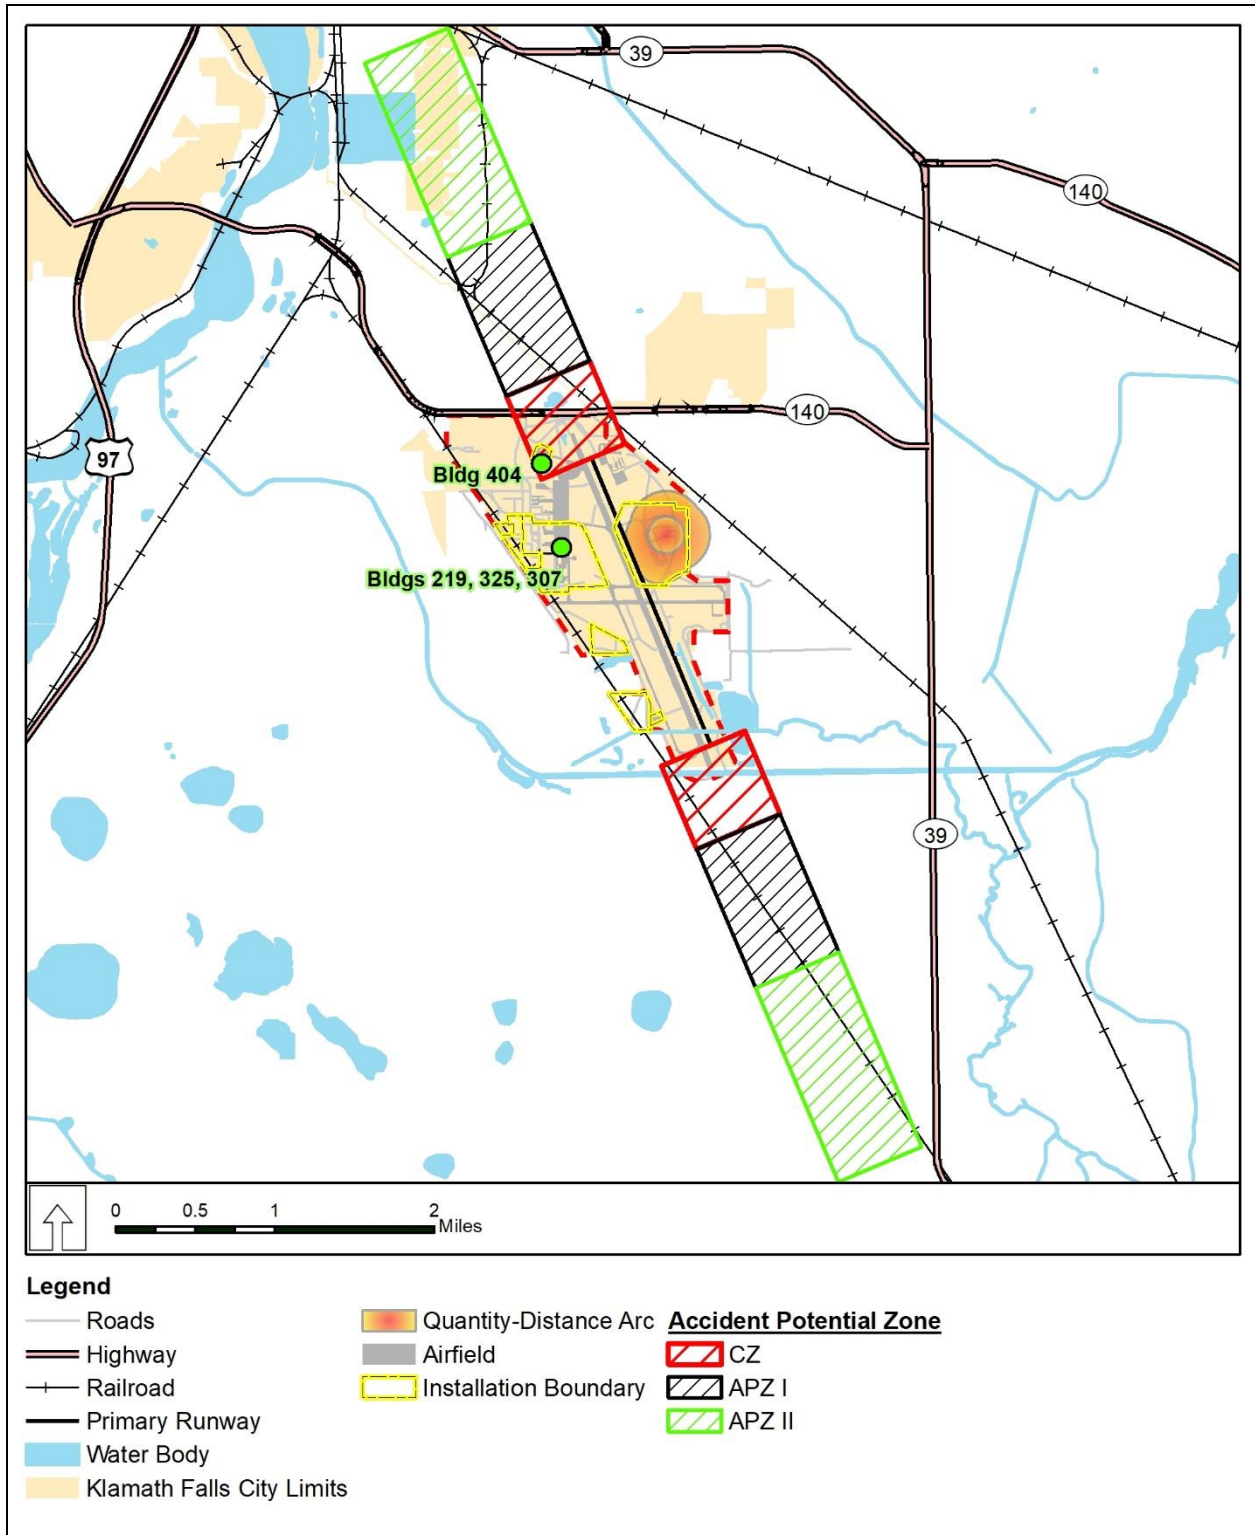 39
140
140
97
Bldg 404
Bldgs 219, 325, 307
39
0 0.5 1 2
Miles
Legend
Roads
Highway
Railroad
Primary Runway
Water Body
Klamath Falls City Limits
Quantity-Distance Arc
Airfield
Installation Boundary
Accident Potential Zone
CZ
APZ I
APZ II